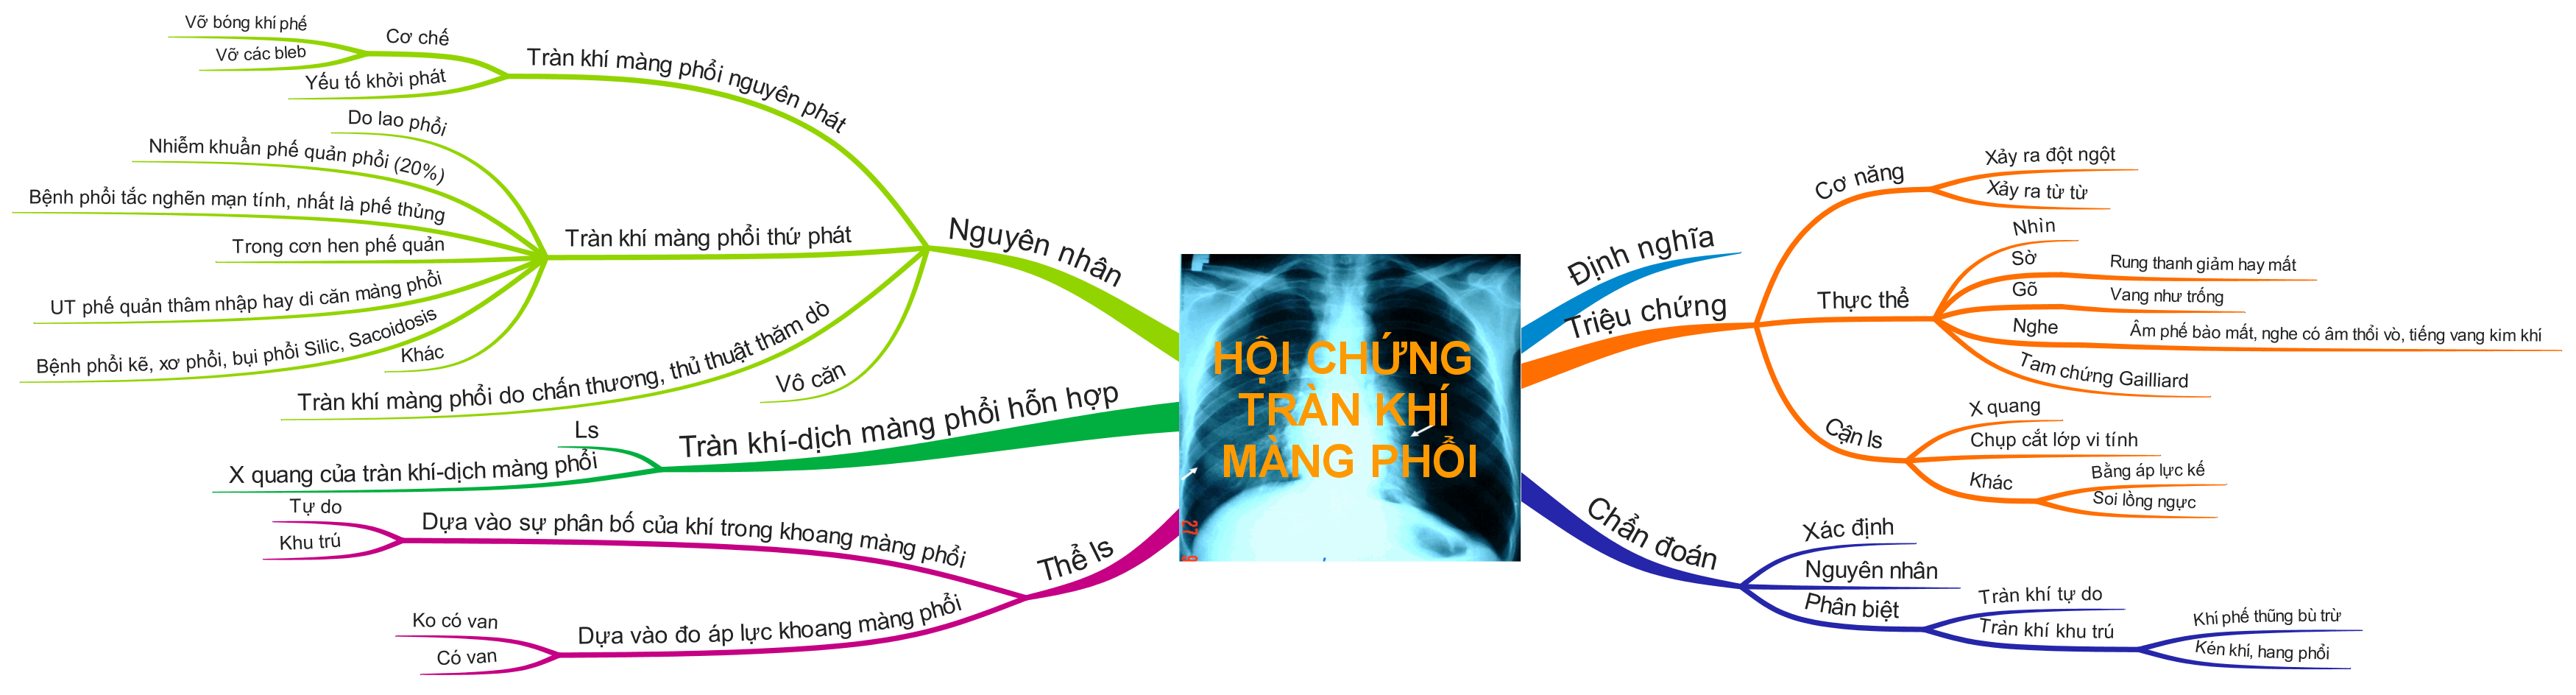 HỘI CHỨNG
TRÀN KHÍ
MÀNG PHỔI
27
Định nghĩa
Triệu chứng
Cơ năng
Xảy ra đột ngột
Xảy ra từ từ
Thực thể
Nhìn
Sờ
Rung thanh giảm hay mất
Gõ
Vang như trống
Nghe
Âm phế bào mất, nghe có âm thổi vò, tiếng vang kim khí
Tam chứng Gailliard
Cận ls
X quang
Chụp cắt lớp vi tính
Khác
Bằng áp lực kế
Soi lồng ngực
Chẩn đoán
Xác định
Nguyên nhân
Phân biệt
Tràn khí tự do
Tràn khí khu trú
Khí phế thũng bù trừ
Kén khí, hang phổi
Nguyên nhân
Tràn khí màng phổi nguyên phát
Cơ chế
Vỡ bóng khí phế
Vỡ các bleb
Yếu tố khởi phát
Tràn khí màng phổi thứ phát
Do lao phổi
Nhiễm khuẩn phế quản phổi (20%)
Bệnh phổi tắc nghẽn mạn tính, nhất là phế thủng
Trong cơn hen phế quản
UT phế quản thâm nhập hay di căn màng phổi
Bệnh phổi kẽ, xơ phổi, bụi phổi Silic, Sacoidosis
Khác
Tràn khí màng phổi do chấn thương, thủ thuật thăm dò
Vô căn
Tràn khí-dịch màng phổi hỗn hợp
Ls
X quang của tràn khí-dịch màng phổi
Thể ls
Dựa vào sự phân bố của khí trong khoang màng phổi
Tự do
Khu trú
Dựa vào đo áp lực khoang màng phổi
Ko có van
Có van